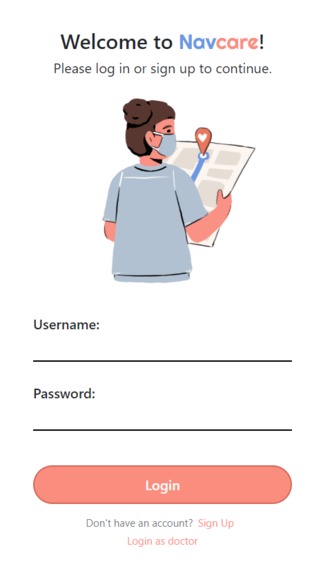 Welcome to Navcare!
Please log in or sign up to continue.
Username:
Password:
Login
Don't have an account? Sign Up
Login as doctor